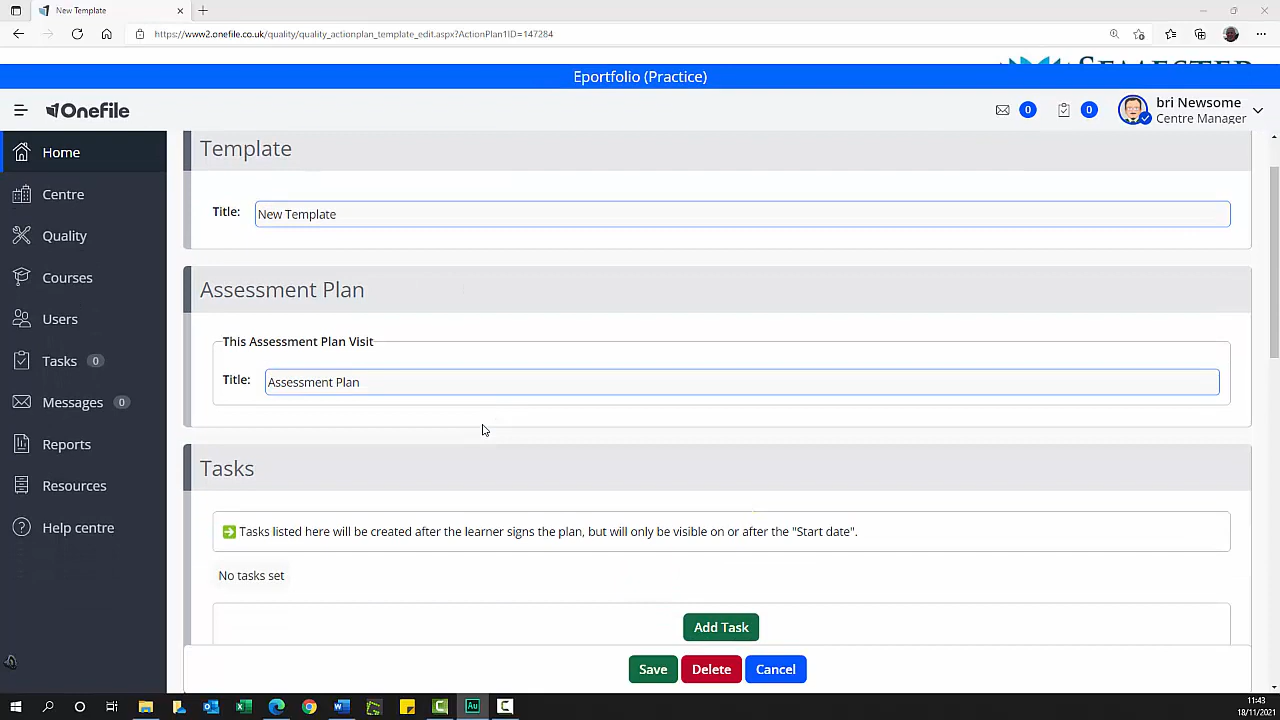 New Template
https://www2.onefile.co.uk/quality/quality_actionplan_template_edit.aspx?ActionPlan1ID=147284
SEMESTER
Eportfolio (Practice)
Onefile
0
0
bri Newsome
Centre Manager
Home
Centre
Quality
Courses
Users
Tasks 0
Messages 0
Reports
Resources
Help centre
Template
Title: New Template
Assessment Plan
This Assessment Plan Visit
Title: Assessment Plan
Tasks
Tasks listed here will be created after the learner signs the plan, but will only be visible on or after the "Start date".
No tasks set
Add Task
Save Delete Cancel
11:43
18/11/2021